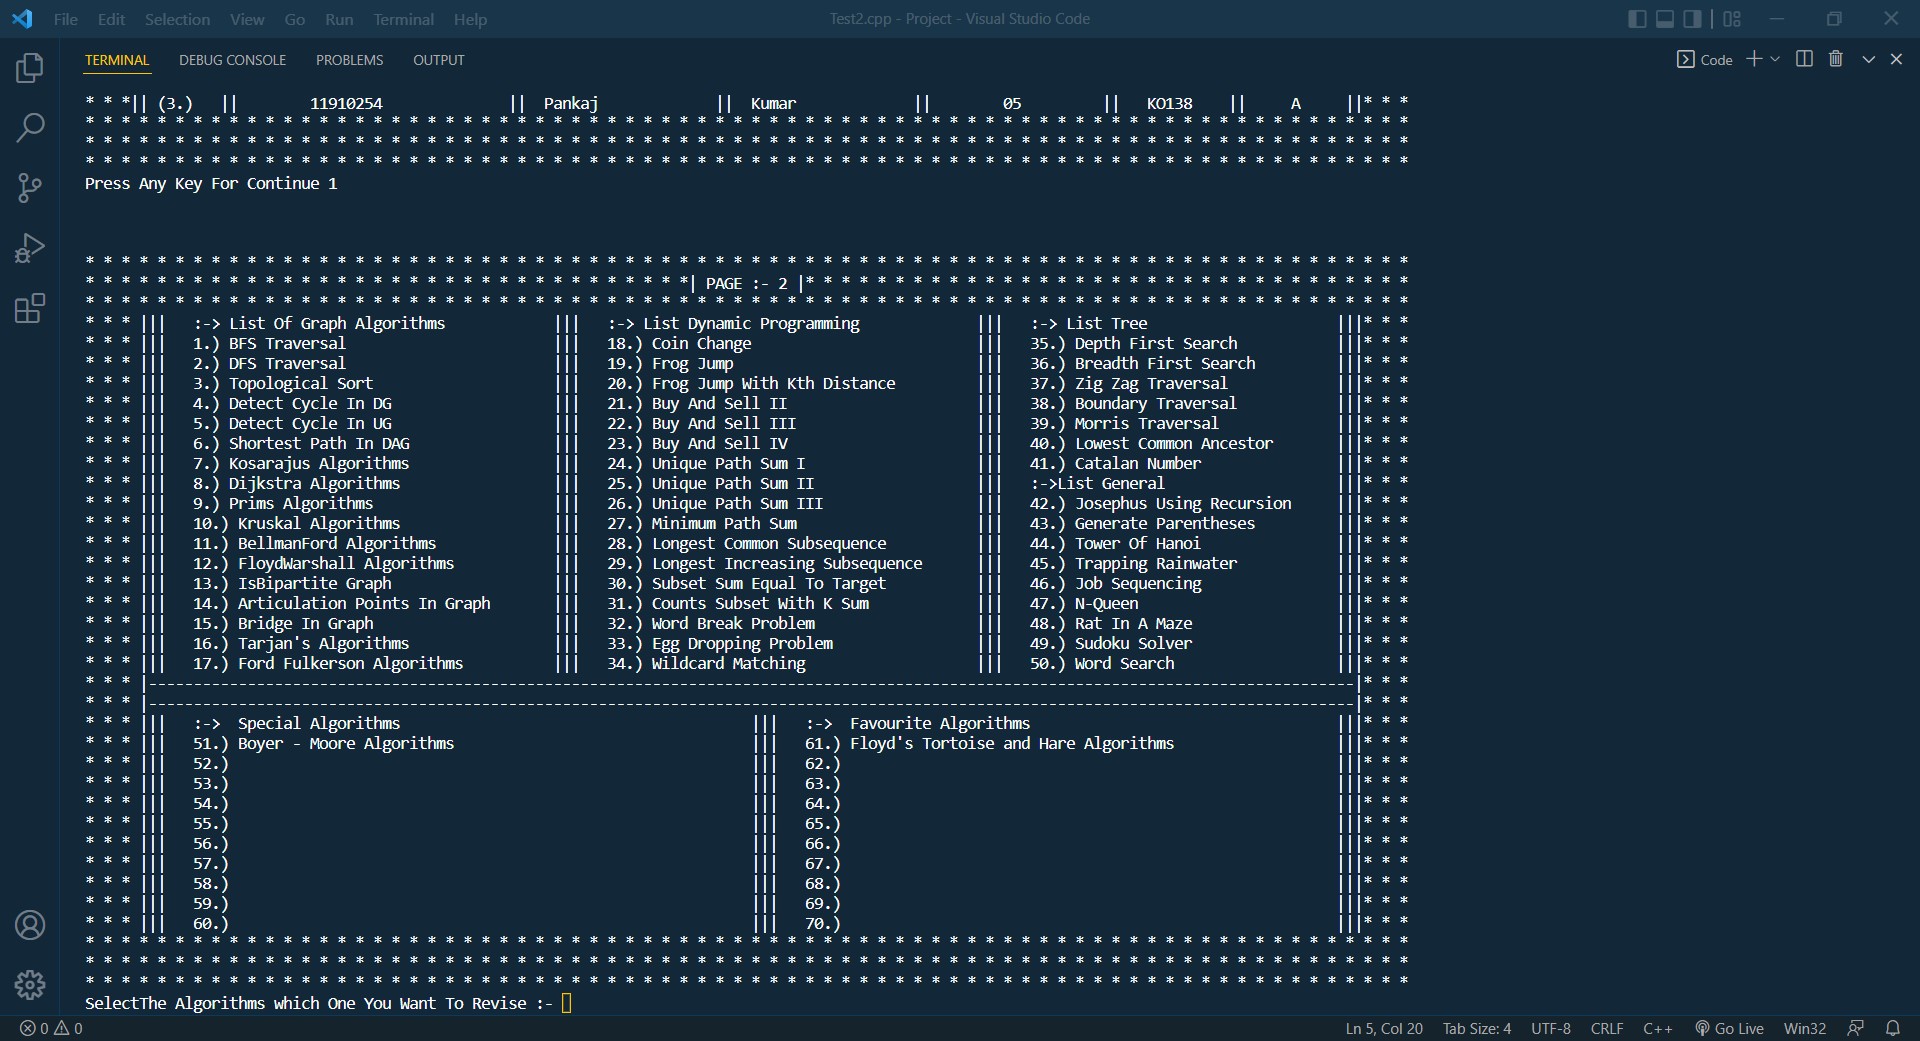 File Edit Selection View Go Run Terminal Help Test2.cpp - Project - Visual Studio Code
TERMINAL DEBUG CONSOLE PROBLEMS OUTPUT Code
* * *|| (3.) || 11910254 || Pankaj || Kumar || 05 || KO138 || A ||* * *
* * * * * * * * * * * * * * * * * * * * * * * * * * * * * * * * * * * * * * * * * * * * * * * * * * * * * * * * * * * * * * * * * * * * * * * * * *
* * * * * * * * * * * * * * * * * * * * * * * * * * * * * * * * * * * * * * * * * * * * * * * * * * * * * * * * * * * * * * * * * * * * * * * * * *
* * * * * * * * * * * * * * * * * * * * * * * * * * * * * * * * * * * * * * * * * * * * * * * * * * * * * * * * * * * * * * * * * * * * * * * * * *
Press Any Key For Continue 1
* * * * * * * * * * * * * * * * * * * * * * * * * * * * * * * * * * * * * * * * * * * * * * * * * * * * * * * * * * * * * * * * * * * * * * * * * *
* * * * * * * * * * * * * * * * * * * * * * * * * * * * * * * * * *| PAGE :- 2 |* * * * * * * * * * * * * * * * * * * * * * * * * * * * * * * * * *
* * * * * * * * * * * * * * * * * * * * * * * * * * * * * * * * * * * * * * * * * * * * * * * * * * * * * * * * * * * * * * * * * * * * * * * * * *
* * * ||| :-> List Of Graph Algorithms ||| :-> List Dynamic Programming ||| :-> List Tree |||* * *
* * * ||| 1.) BFS Traversal ||| 18.) Coin Change ||| 35.) Depth First Search |||* * *
* * * ||| 2.) DFS Traversal ||| 19.) Frog Jump ||| 36.) Breadth First Search |||* * *
* * * ||| 3.) Topological Sort ||| 20.) Frog Jump With Kth Distance ||| 37.) Zig Zag Traversal |||* * *
* * * ||| 4.) Detect Cycle In DG ||| 21.) Buy And Sell II ||| 38.) Boundary Traversal |||* * *
* * * ||| 5.) Detect Cycle In UG ||| 22.) Buy And Sell III ||| 39.) Morris Traversal |||* * *
* * * ||| 6.) Shortest Path In DAG ||| 23.) Buy And Sell IV ||| 40.) Lowest Common Ancestor |||* * *
* * * ||| 7.) Kosarajus Algorithms ||| 24.) Unique Path Sum I ||| 41.) Catalan Number |||* * *
* * * ||| 8.) Dijkstra Algorithms ||| 25.) Unique Path Sum II ||| :->List General |||* * *
* * * ||| 9.) Prims Algorithms ||| 26.) Unique Path Sum III ||| 42.) Josephus Using Recursion |||* * *
* * * ||| 10.) Kruskal Algorithms ||| 27.) Minimum Path Sum ||| 43.) Generate Parentheses |||* * *
* * * ||| 11.) BellmanFord Algorithms ||| 28.) Longest Common Subsequence ||| 44.) Tower Of Hanoi |||* * *
* * * ||| 12.) FloydWarshall Algorithms ||| 29.) Longest Increasing Subsequence ||| 45.) Trapping Rainwater |||* * *
* * * ||| 13.) IsBipartite Graph ||| 30.) Subset Sum Equal To Target ||| 46.) Job Sequencing |||* * *
* * * ||| 14.) Articulation Points In Graph ||| 31.) Counts Subset With K Sum ||| 47.) N-Queen |||* * *
* * * ||| 15.) Bridge In Graph ||| 32.) Word Break Problem ||| 48.) Rat In A Maze |||* * *
* * * ||| 16.) Tarjan's Algorithms ||| 33.) Egg Dropping Problem ||| 49.) Sudoku Solver |||* * *
* * * ||| 17.) Ford Fulkerson Algorithms ||| 34.) Wildcard Matching ||| 50.) Word Search |||* * *
* * * |--------------------------------------------------------------------------------------------------------------------------------------|* * *
* * * |--------------------------------------------------------------------------------------------------------------------------------------|* * *
* * * ||| :-> Special Algorithms ||| :-> Favourite Algorithms |||* * *
* * * ||| 51.) Boyer - Moore Algorithms ||| 61.) Floyd's Tortoise and Hare Algorithms |||* * *
* * * ||| 52.) ||| 62.) |||* * *
* * * ||| 53.) ||| 63.) |||* * *
* * * ||| 54.) ||| 64.) |||* * *
* * * ||| 55.) ||| 65.) |||* * *
* * * ||| 56.) ||| 66.) |||* * *
* * * ||| 57.) ||| 67.) |||* * *
* * * ||| 58.) ||| 68.) |||* * *
* * * ||| 59.) ||| 69.) |||* * *
* * * ||| 60.) ||| 70.) |||* * *
* * * * * * * * * * * * * * * * * * * * * * * * * * * * * * * * * * * * * * * * * * * * * * * * * * * * * * * * * * * * * * * * * * * * * * * * * *
* * * * * * * * * * * * * * * * * * * * * * * * * * * * * * * * * * * * * * * * * * * * * * * * * * * * * * * * * * * * * * * * * * * * * * * * * *
* * * * * * * * * * * * * * * * * * * * * * * * * * * * * * * * * * * * * * * * * * * * * * * * * * * * * * * * * * * * * * * * * * * * * * * * * *
SelectThe Algorithms which One You Want To Revise :-
0 0 Ln 5, Col 20 Tab Size: 4 UTF-8 CRLF C++ Go Live Win32